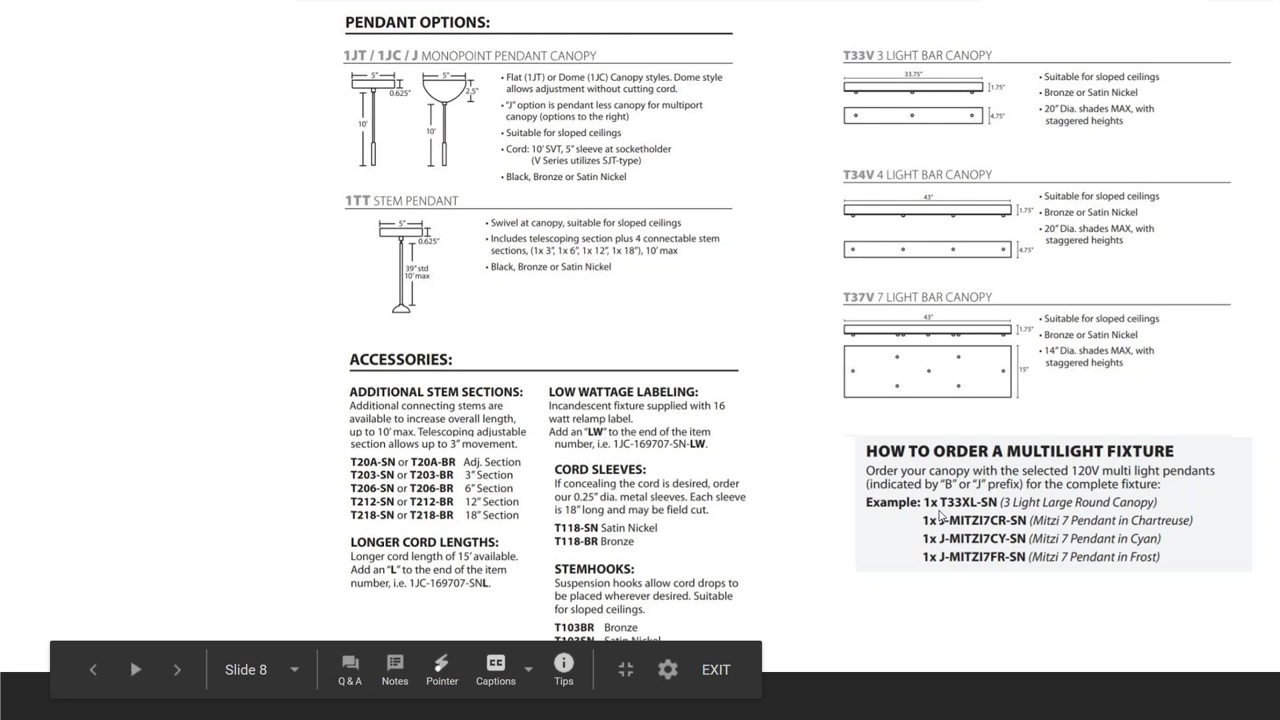 PENDANT OPTIONS:
1JT / 1JC / J MONOPOINT PENDANT CANOPY
5"
0.625"
10'
5"
2.5"
10'
• Flat (1JT) or Dome (1JC) Canopy styles. Dome style
allows adjustment without cutting cord.
• "J" option is pendant less canopy for multiport
canopy (options to the right)
• Suitable for sloped ceilings
• Cord: 10' SVT, 5" sleeve at socketholder
(V Series utilizes SJT-type)
• Black, Bronze or Satin Nickel
1TT STEM PENDANT
5"
0.625"
39" std
10' max
• Swivel at canopy, suitable for sloped ceilings
• Includes telescoping section plus 4 connectable stem
sections, (1x 3", 1x 6", 1x 12", 1x 18"), 10' max
• Black, Bronze or Satin Nickel
ACCESSORIES:
ADDITIONAL STEM SECTIONS:
Additional connecting stems are
available to increase overall length,
up to 10' max. Telescoping adjustable
section allows up to 3" movement.
T20A-SN or T20A-BR Adj. Section
T203-SN or T203-BR 3" Section
T206-SN or T206-BR 6" Section
T212-SN or T212-BR 12" Section
T218-SN or T218-BR 18" Section
LONGER CORD LENGTHS:
Longer cord length of 15' available.
Add an "L" to the end of the item
number, i.e. 1JC-169707-SNL.
LOW WATTAGE LABELING:
Incandescent fixture supplied with 16
watt relamp label.
Add an "LW" to the end of the item
number, i.e. 1JC-169707-SN-LW.
CORD SLEEVES:
If concealing the cord is desired, order
our 0.25" dia. metal sleeves. Each sleeve
is 18" long and may be field cut.
T118-SN Satin Nickel
T118-BR Bronze
STEMHOOKS:
Suspension hooks allow cord drops to
be placed wherever desired. Suitable
for sloped ceilings.
T103BR Bronze
T103SN Satin Nickel
T33V 3 LIGHT BAR CANOPY
33.75"
1.75"
4.75"
• Suitable for sloped ceilings
• Bronze or Satin Nickel
• 20" Dia. shades MAX, with
staggered heights
T34V 4 LIGHT BAR CANOPY
43"
1.75"
4.75"
• Suitable for sloped ceilings
• Bronze or Satin Nickel
• 20" Dia. shades MAX, with
staggered heights
T37V 7 LIGHT BAR CANOPY
43"
1.75"
15"
• Suitable for sloped ceilings
• Bronze or Satin Nickel
• 14" Dia. shades MAX, with
staggered heights
HOW TO ORDER A MULTILIGHT FIXTURE
Order your canopy with the selected 120V multi light pendants
(indicated by "B" or "J" prefix) for the complete fixture:
Example: 1x T33XL-SN (3 Light Large Round Canopy)
1x J-MITZI7CR-SN (Mitzi 7 Pendant in Chartreuse)
1x J-MITZI7CY-SN (Mitzi 7 Pendant in Cyan)
1x J-MITZI7FR-SN (Mitzi 7 Pendant in Frost)
Slide 8
Q & A
Notes
Pointer
CC
Captions
Tips
EXIT